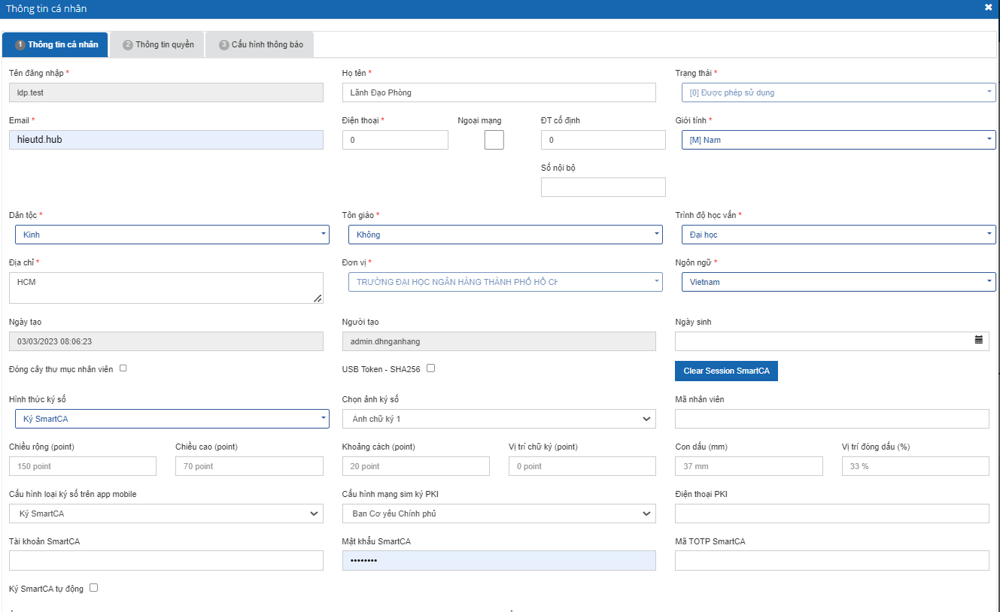 Thông tin cá nhân
1 Thông tin cá nhân 2 Thông tin quyền 3 Cấu hình thông báo
Tên đăng nhập * Họ tên * Trạng thái *
ldp.test Lãnh Đạo Phòng [0] Được phép sử dụng
Email * Điện thoại * Ngoại mạng ĐT cố định Giới tính *
hieutd.hub 0 0 [M] Nam
Số nội bộ
Dân tộc * Tôn giáo * Trình độ học vấn *
Kinh Không Đại học
Địa chỉ * Đơn vị * Ngôn ngữ *
HCM TRƯỜNG ĐẠI HỌC NGÂN HÀNG THÀNH PHỐ HỒ CH Vietnam
Ngày tạo Người tạo Ngày sinh
03/03/2023 08:06:23 admin.dhnganhang
Đóng cây thư mục nhân viên USB Token - SHA256 Clear Session SmartCA
Hình thức ký số Chọn ảnh ký số Mã nhân viên
Ký SmartCA Ảnh chữ ký 1
Chiều rộng (point) Chiều cao (point) Khoảng cách (point) Vị trí chữ ký (point) Con dấu (mm) Vị trí đóng dấu (%)
150 point 70 point 20 point 0 point 37 mm 33 %
Cấu hình loại ký số trên app mobile Cấu hình mạng sim ký PKI Điện thoại PKI
Ký SmartCA Ban Cơ yếu Chính phủ
Tài khoản SmartCA Mật khẩu SmartCA Mã TOTP SmartCA
••••••••
Ký SmartCA tự động